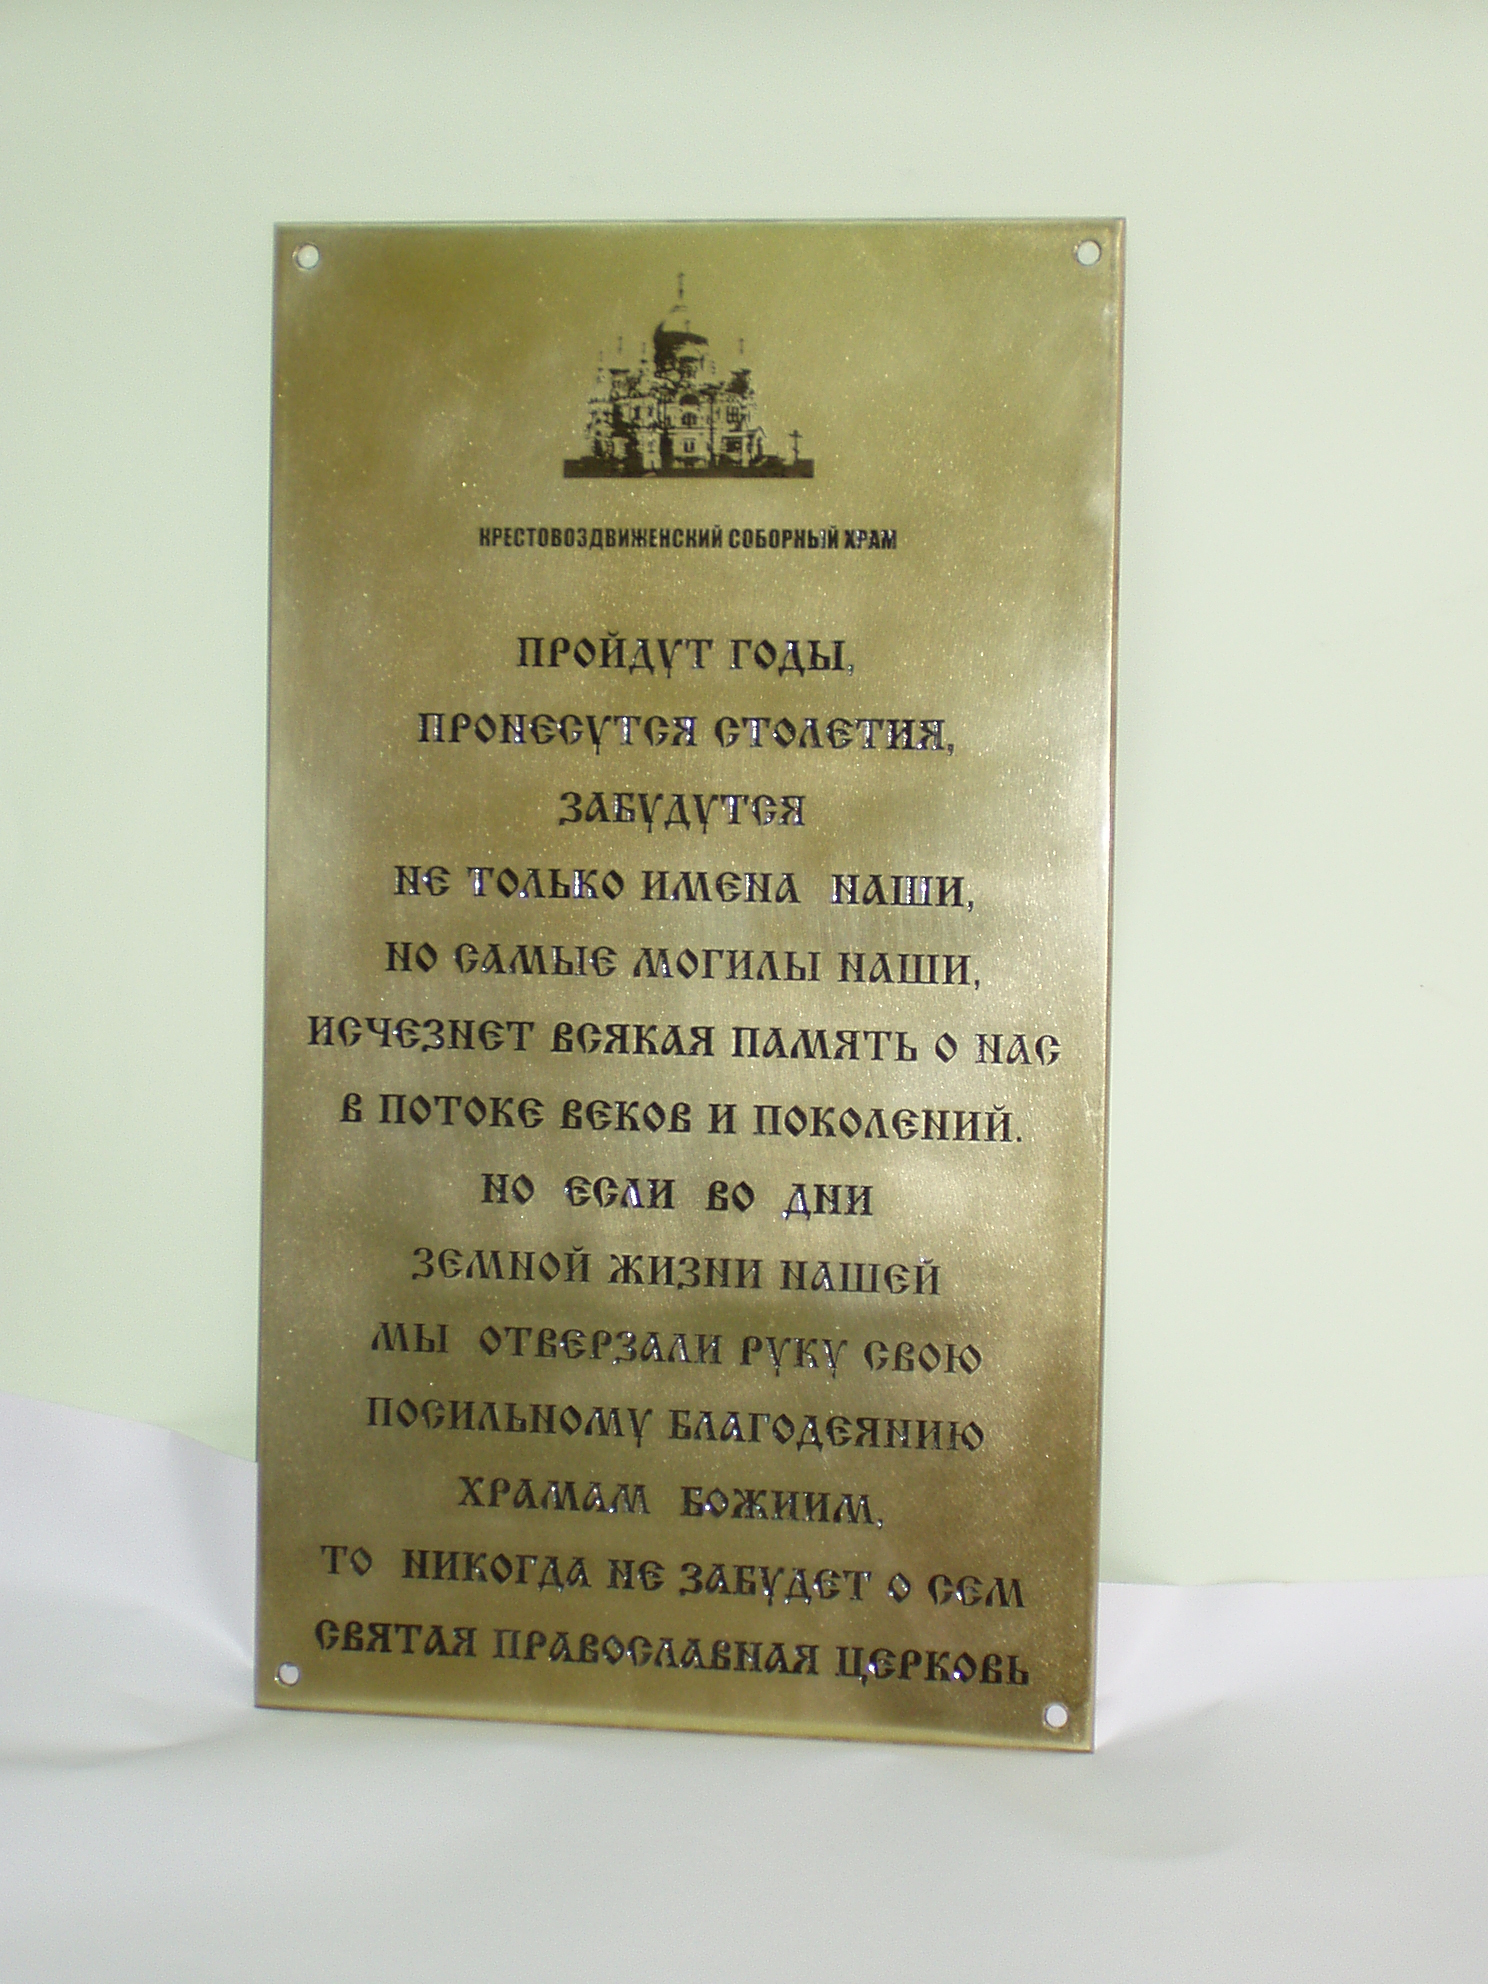 КРЕСТОВОЗДВИЖЕНСКИЙ СОБОРНЫЙ ХРАМ
ПРОЙДУТ ГОДЫ,
ПРОНЕСУТСЯ СТОЛЕТИЯ,
ЗАБУДУТСЯ
НЕ ТОЛЬКО ИМЕНА НАШИ,
НО САМЫЕ МОГИЛЫ НАШИ,
ИСЧЕЗНЕТ ВСЯКАЯ ПАМЯТЬ О НАС
В ПОТОКЕ ВЕКОВ И ПОКОЛЕНИЙ.
НО ЕСЛИ ВО ДНИ
ЗЕМНОЙ ЖИЗНИ НАШЕЙ
МЫ ОТВЕРЗАЛИ РУКУ СВОЮ
ПОСИЛЬНОМУ БЛАГОДЕЯНИЮ
ХРАМАМ БОЖИИМ,
ТО НИКОГДА НЕ ЗАБУДЕТ О СЕМ
СВЯТАЯ ПРАВОСЛАВНАЯ ЦЕРКОВЬ